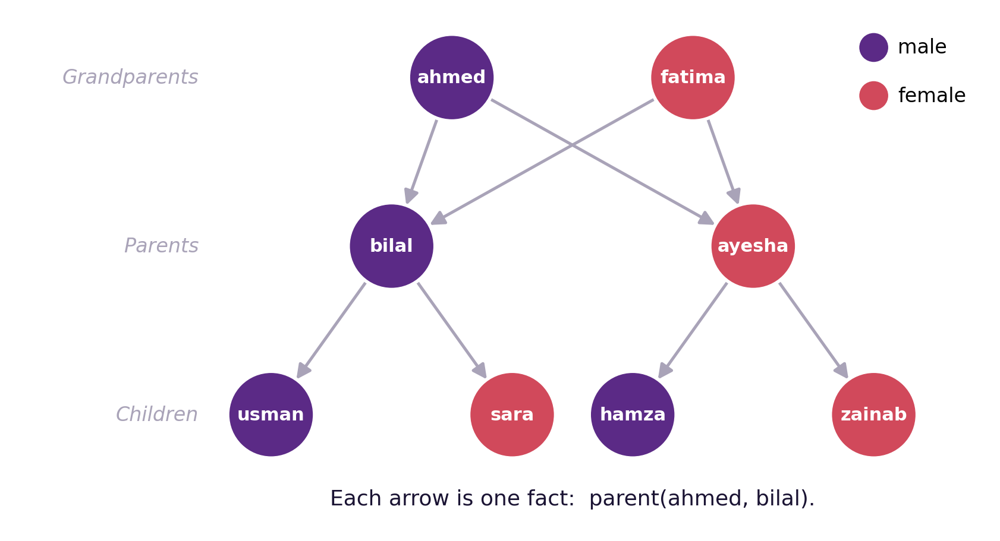 male
Grandparents
ahmed
fatima
female
Parents
bilal
ayesha
Children
usman
sara
hamza
zainab
Each arrow is one fact:  parent(ahmed, bilal).